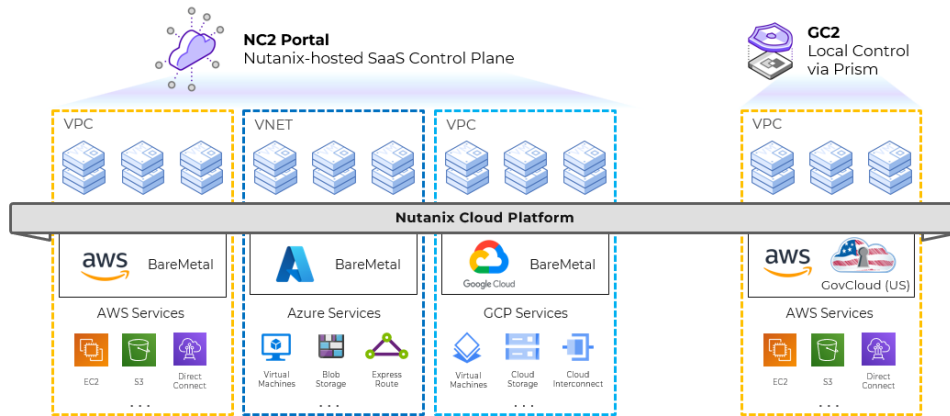 NC2 Portal
Nutanix-hosted SaaS Control Plane
GC2
Local Control
via Prism
VPC
VNET
VPC
VPC
Nutanix Cloud Platform
aws
BareMetal
BareMetal
Google Cloud
BareMetal
aws
GovCloud (US)
AWS Services
Azure Services
GCP Services
AWS Services
EC2
S3
Direct
Connect
Virtual
Machines
Blob
Storage
Express
Route
Virtual
Machines
Cloud
Storage
Cloud
Interconnect
EC2
S3
Direct
Connect
...
...
...
...